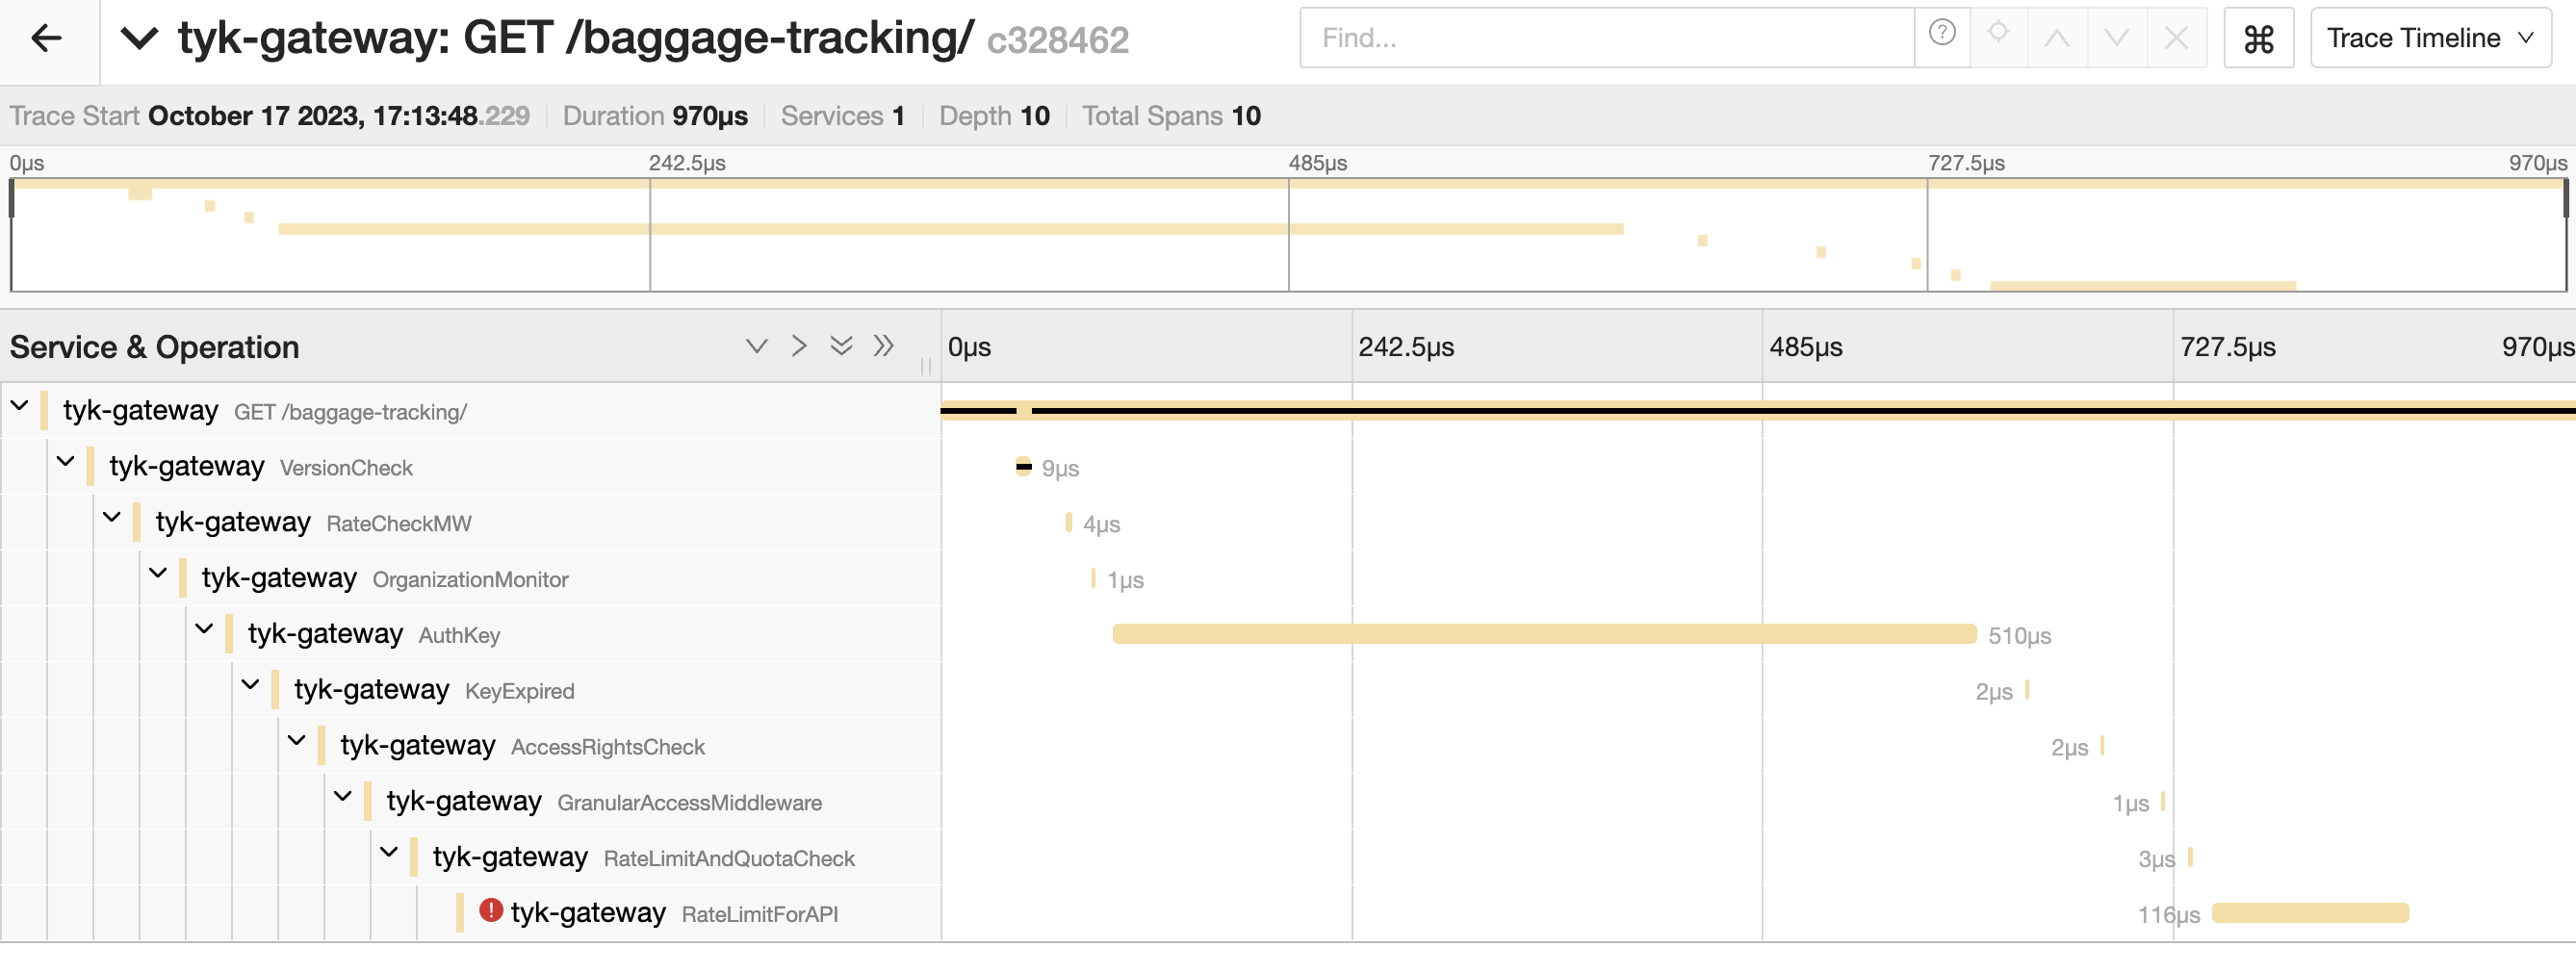 tyk-gateway: GET /baggage-tracking/ c328462 Find... ? ⌘ Trace Timeline
Trace Start October 17 2023, 17:13:48.229 Duration 970μs Services 1 Depth 10 Total Spans 10
0μs 242.5μs 485μs 727.5μs 970μs
Service & Operation 0μs 242.5μs 485μs 727.5μs 970μs
tyk-gateway GET /baggage-tracking/
tyk-gateway VersionCheck 9μs
tyk-gateway RateCheckMW 4μs
tyk-gateway OrganizationMonitor 1μs
tyk-gateway AuthKey 510μs
tyk-gateway KeyExpired 2μs
tyk-gateway AccessRightsCheck 2μs
tyk-gateway GranularAccessMiddleware 1μs
tyk-gateway RateLimitAndQuotaCheck 3μs
! tyk-gateway RateLimitForAPI 116μs